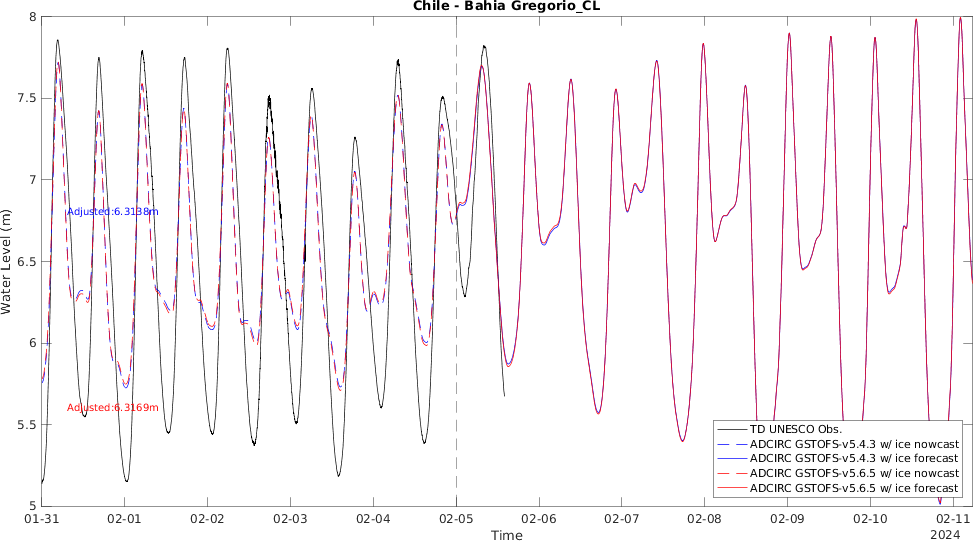 Chile - Bahia Gregorio_CL
8
7.5
7
6.5
6
5.5
5
Water Level (m)
Adjusted:6.3138m
Adjusted:6.3169m
TD UNESCO Obs.
ADCIRC GSTOFS-v5.4.3 w/ ice nowcast
ADCIRC GSTOFS-v5.4.3 w/ ice forecast
ADCIRC GSTOFS-v5.6.5 w/ ice nowcast
ADCIRC GSTOFS-v5.6.5 w/ ice forecast
01-31 02-01 02-02 02-03 02-04 02-05 02-06 02-07 02-08 02-09 02-10 02-11
Time
2024